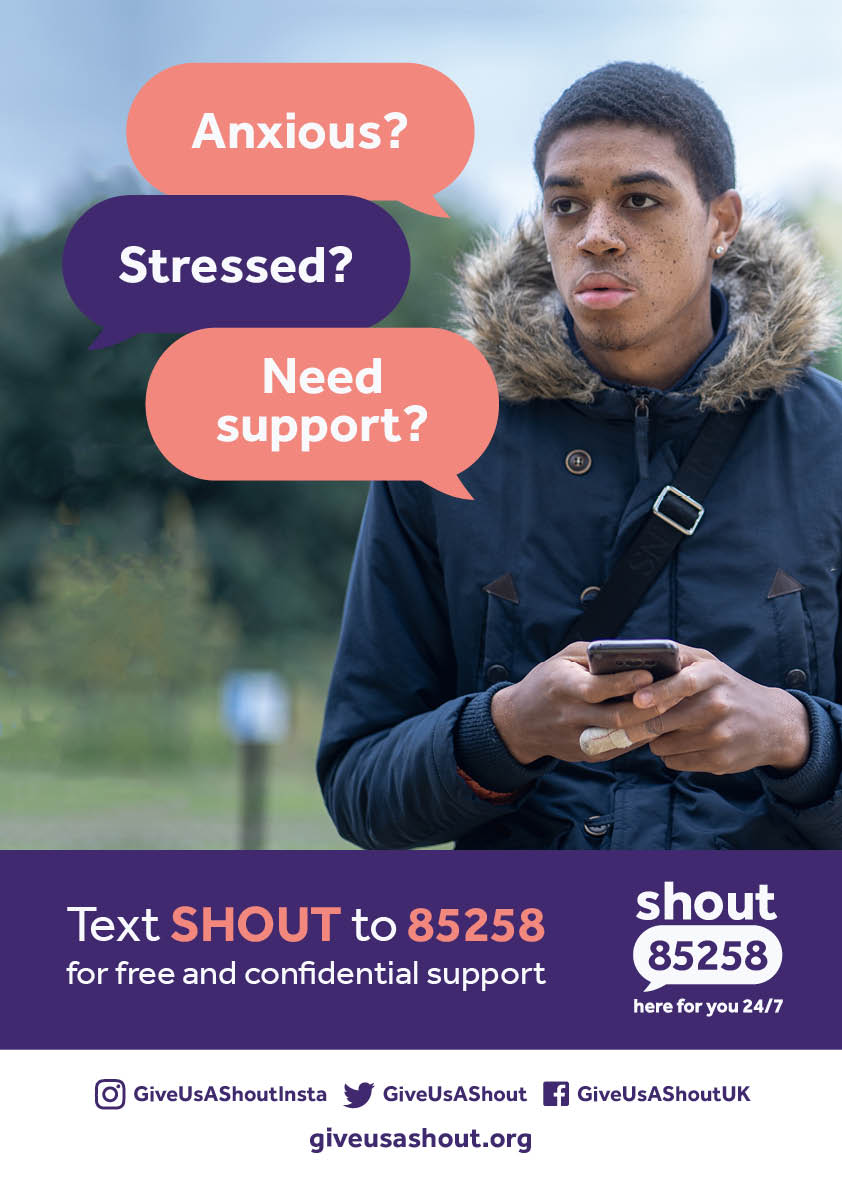 Anxious?
Stressed?
Need
support?
Text SHOUT to 85258
for free and confidential support
shout
85258
here for you 24/7
GiveUsAShoutInsta GiveUsAShout GiveUsAShoutUK
giveusashout.org